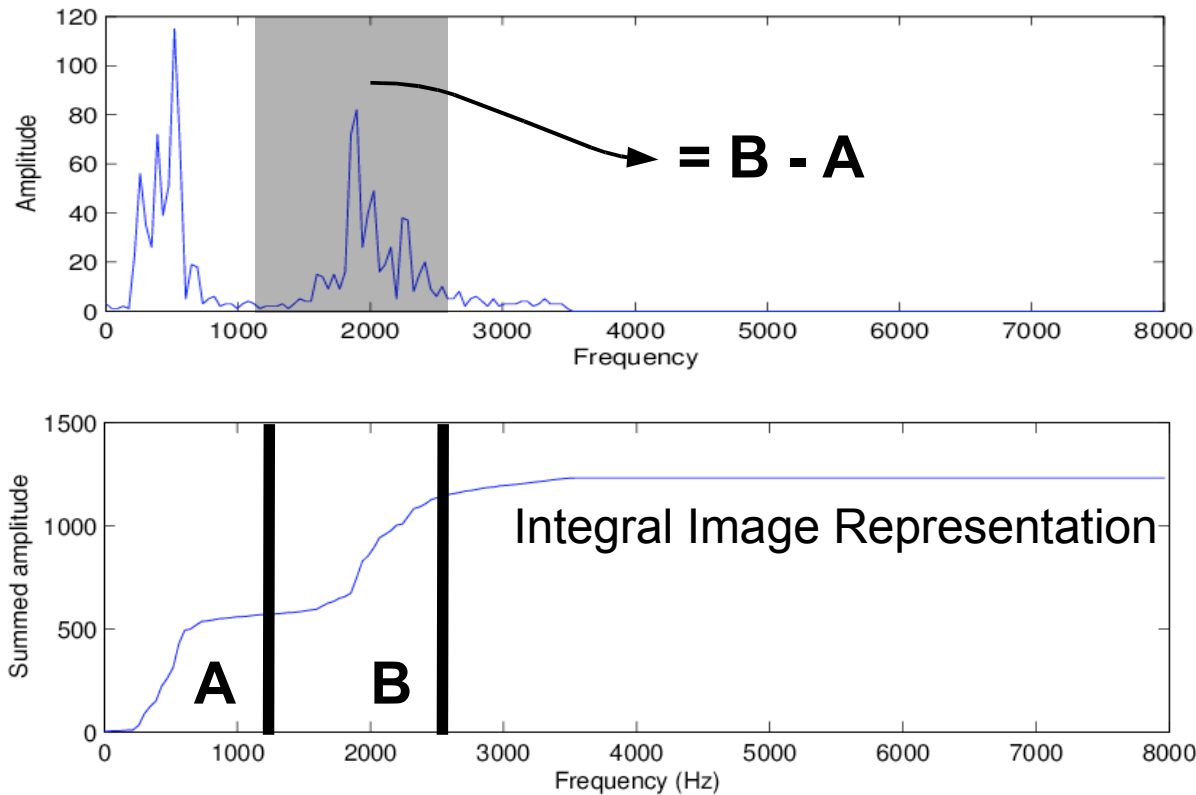 120
100
80
60
40
20
0
Amplitude
= B - A
0 1000 2000 3000 4000 5000 6000 7000 8000
Frequency
1500
1000
500
0
Summed amplitude
Integral Image Representation
A B
0 1000 2000 3000 4000 5000 6000 7000 8000
Frequency (Hz)